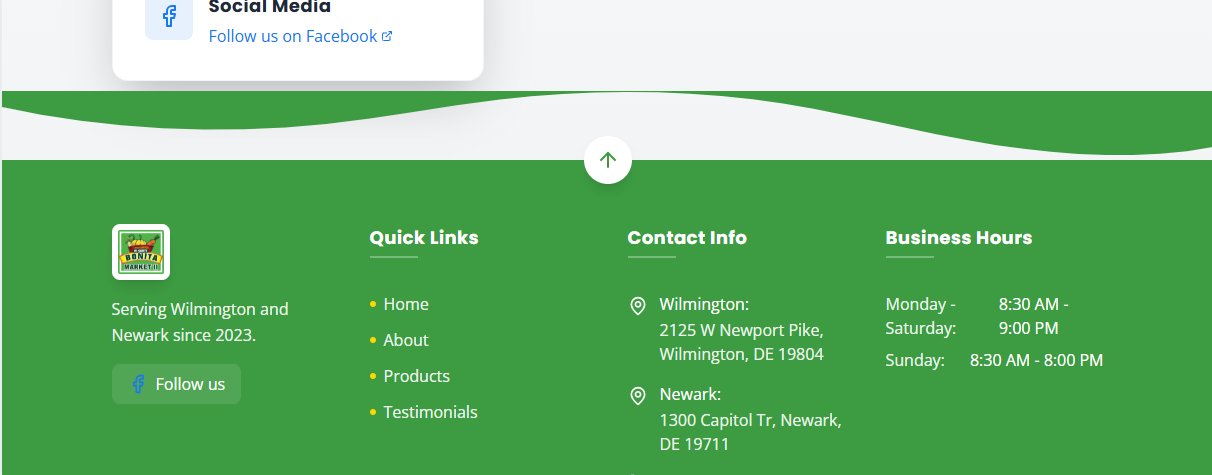 Social Media
Follow us on Facebook
BONITA
MARKET II
Serving Wilmington and
Newark since 2023.
Follow us
Quick Links
Home
About
Products
Testimonials
Contact Info
Wilmington:
2125 W Newport Pike,
Wilmington, DE 19804
Newark:
1300 Capitol Tr, Newark,
DE 19711
Business Hours
Monday - 8:30 AM -
Saturday: 9:00 PM
Sunday: 8:30 AM - 8:00 PM